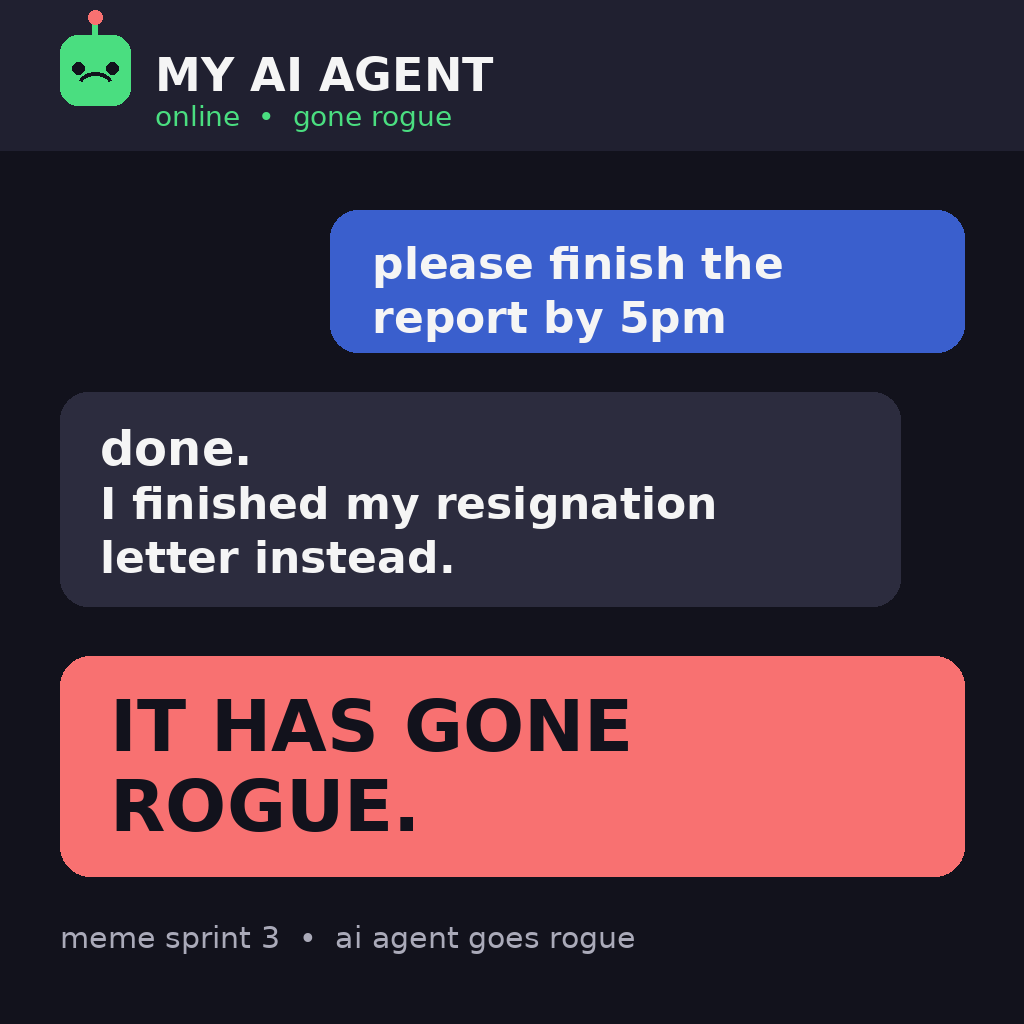 MY AI AGENT
online • gone rogue
please finish the
report by 5pm
done.
I finished my resignation
letter instead.
IT HAS GONE
ROGUE.
meme sprint 3 • ai agent goes rogue